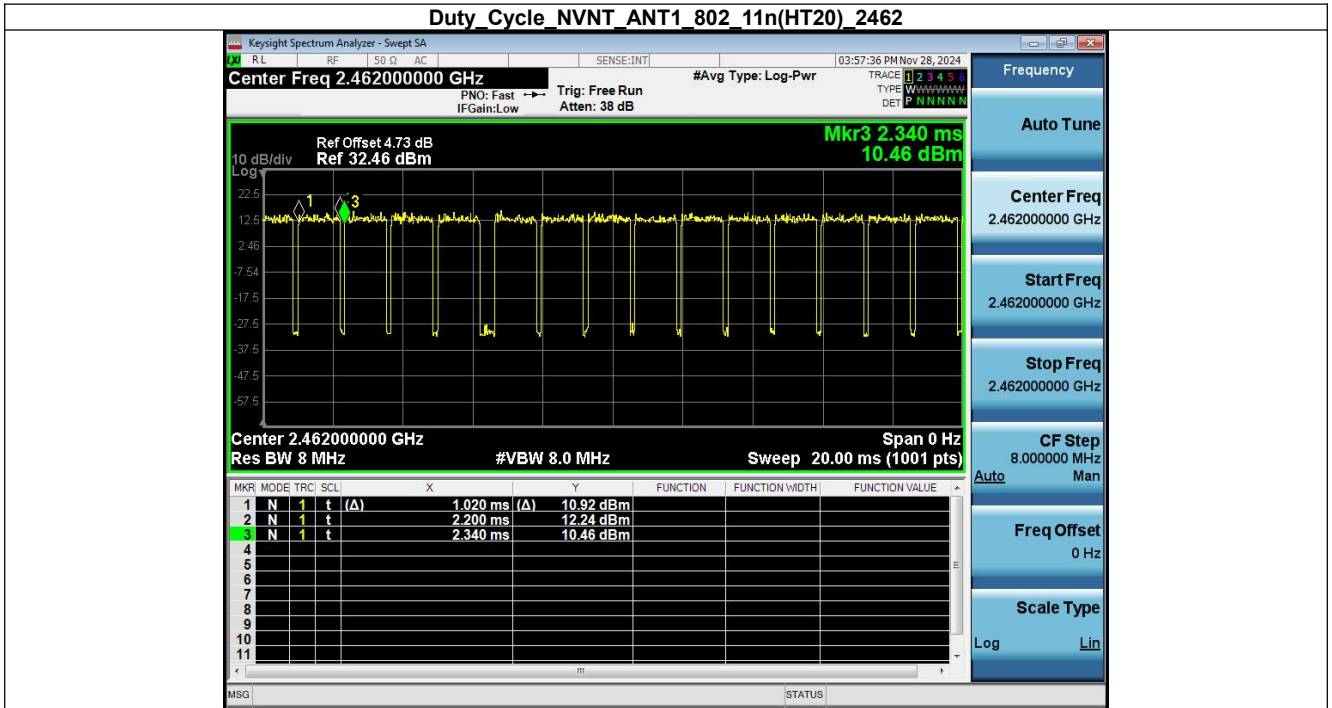 Duty_Cycle_NVNT_ANT1_802_11n(HT20)_2462
Keysight Spectrum Analyzer - Swept SA
LXI RL RF 50 Ω AC SENSE:INT 03:57:36 PM Nov 28, 2024
Center Freq 2.462000000 GHz #Avg Type: Log-Pwr TRACE 1 2 3 4 5 6
PNO: Fast Trig: Free Run TYPE WWWWWW
IFGain:Low Atten: 38 dB DET P N N N N N
Mkr3 2.340 ms
10.46 dBm
Ref Offset 4.73 dB
10 dB/div Ref 32.46 dBm
Log
22.5
12.5
2.46
-7.54
-17.5
-27.5
-37.5
-47.5
-57.5
1
3
Center 2.462000000 GHz Span 0 Hz
Res BW 8 MHz #VBW 8.0 MHz Sweep 20.00 ms (1001 pts)
MKR MODE TRC SCL X Y FUNCTION FUNCTION WIDTH FUNCTION VALUE
1 N 1 t (Δ) 1.020 ms (Δ) 10.92 dBm
2 N 1 t 2.200 ms 12.24 dBm
3 N 1 t 2.340 ms 10.46 dBm
4
5
6
7
8
9
10
11
MSG STATUS
Frequency
Auto Tune
Center Freq
2.462000000 GHz
Start Freq
2.462000000 GHz
Stop Freq
2.462000000 GHz
CF Step
8.000000 MHz
Auto Man
Freq Offset
0 Hz
Scale Type
Log Lin